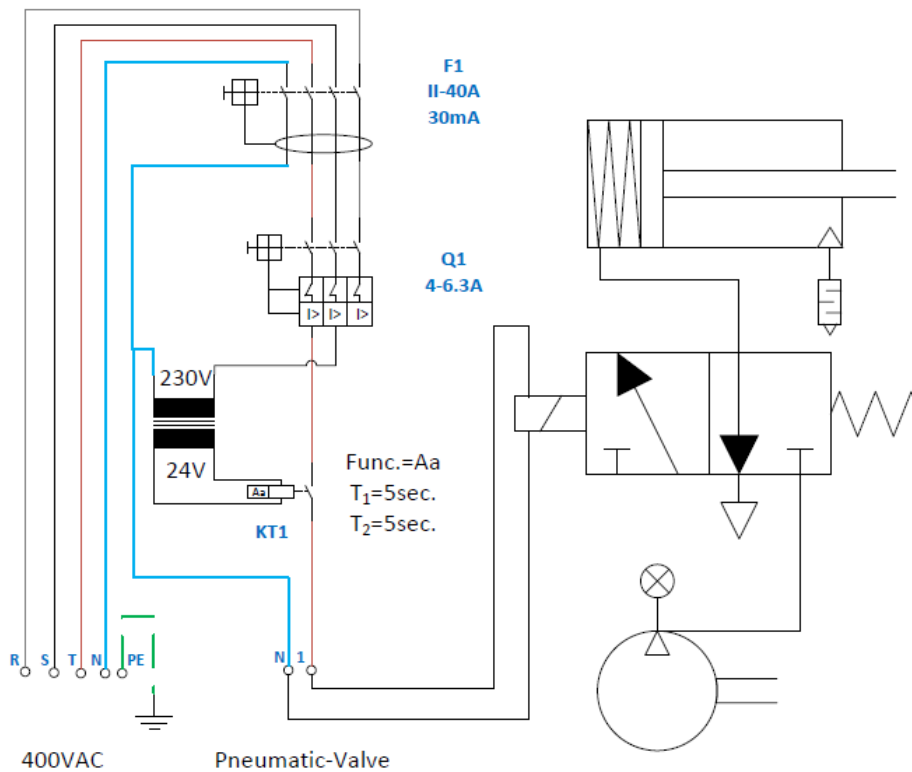 F1
II-40A
30mA
Q1
4-6.3A
I> I> I>
230V
24V
Aa
KT1
Func.=Aa
T1=5sec.
T2=5sec.
R S T N PE
N 1
400VAC
Pneumatic-Valve